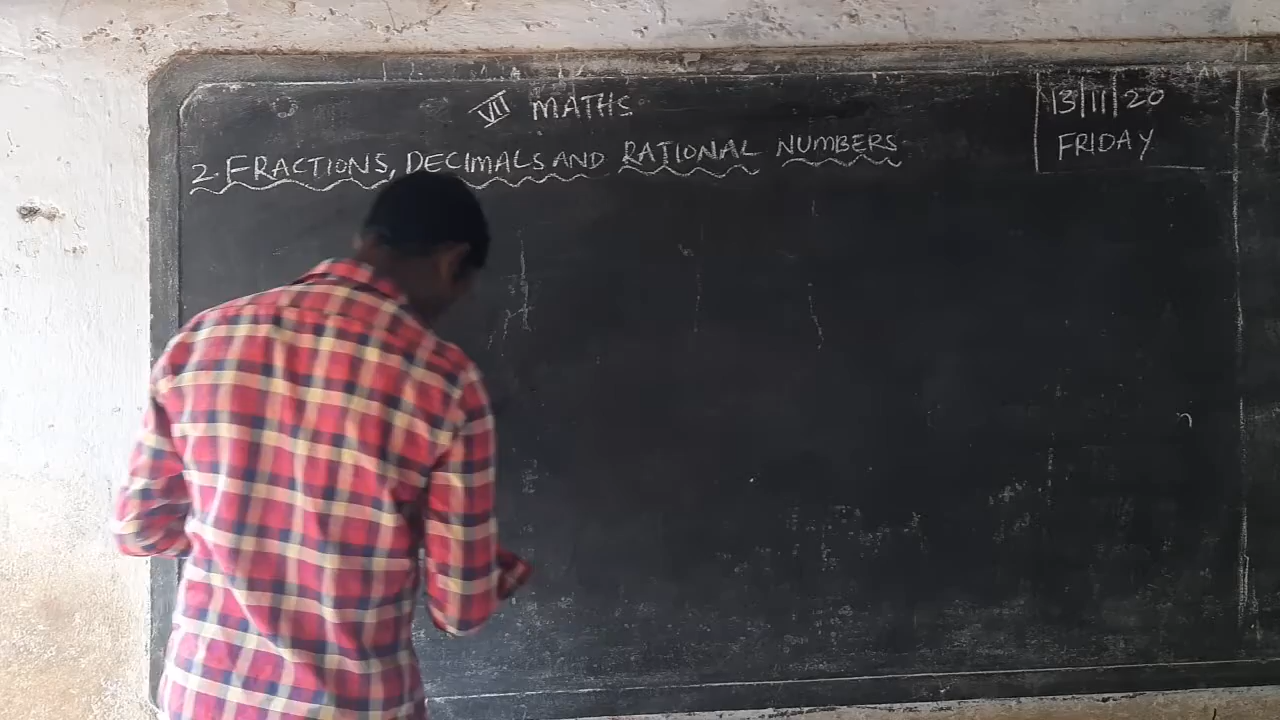 VII MATHS
13/11/20
FRIDAY
2. FRACTIONS, DECIMALS AND RATIONAL NUMBERS